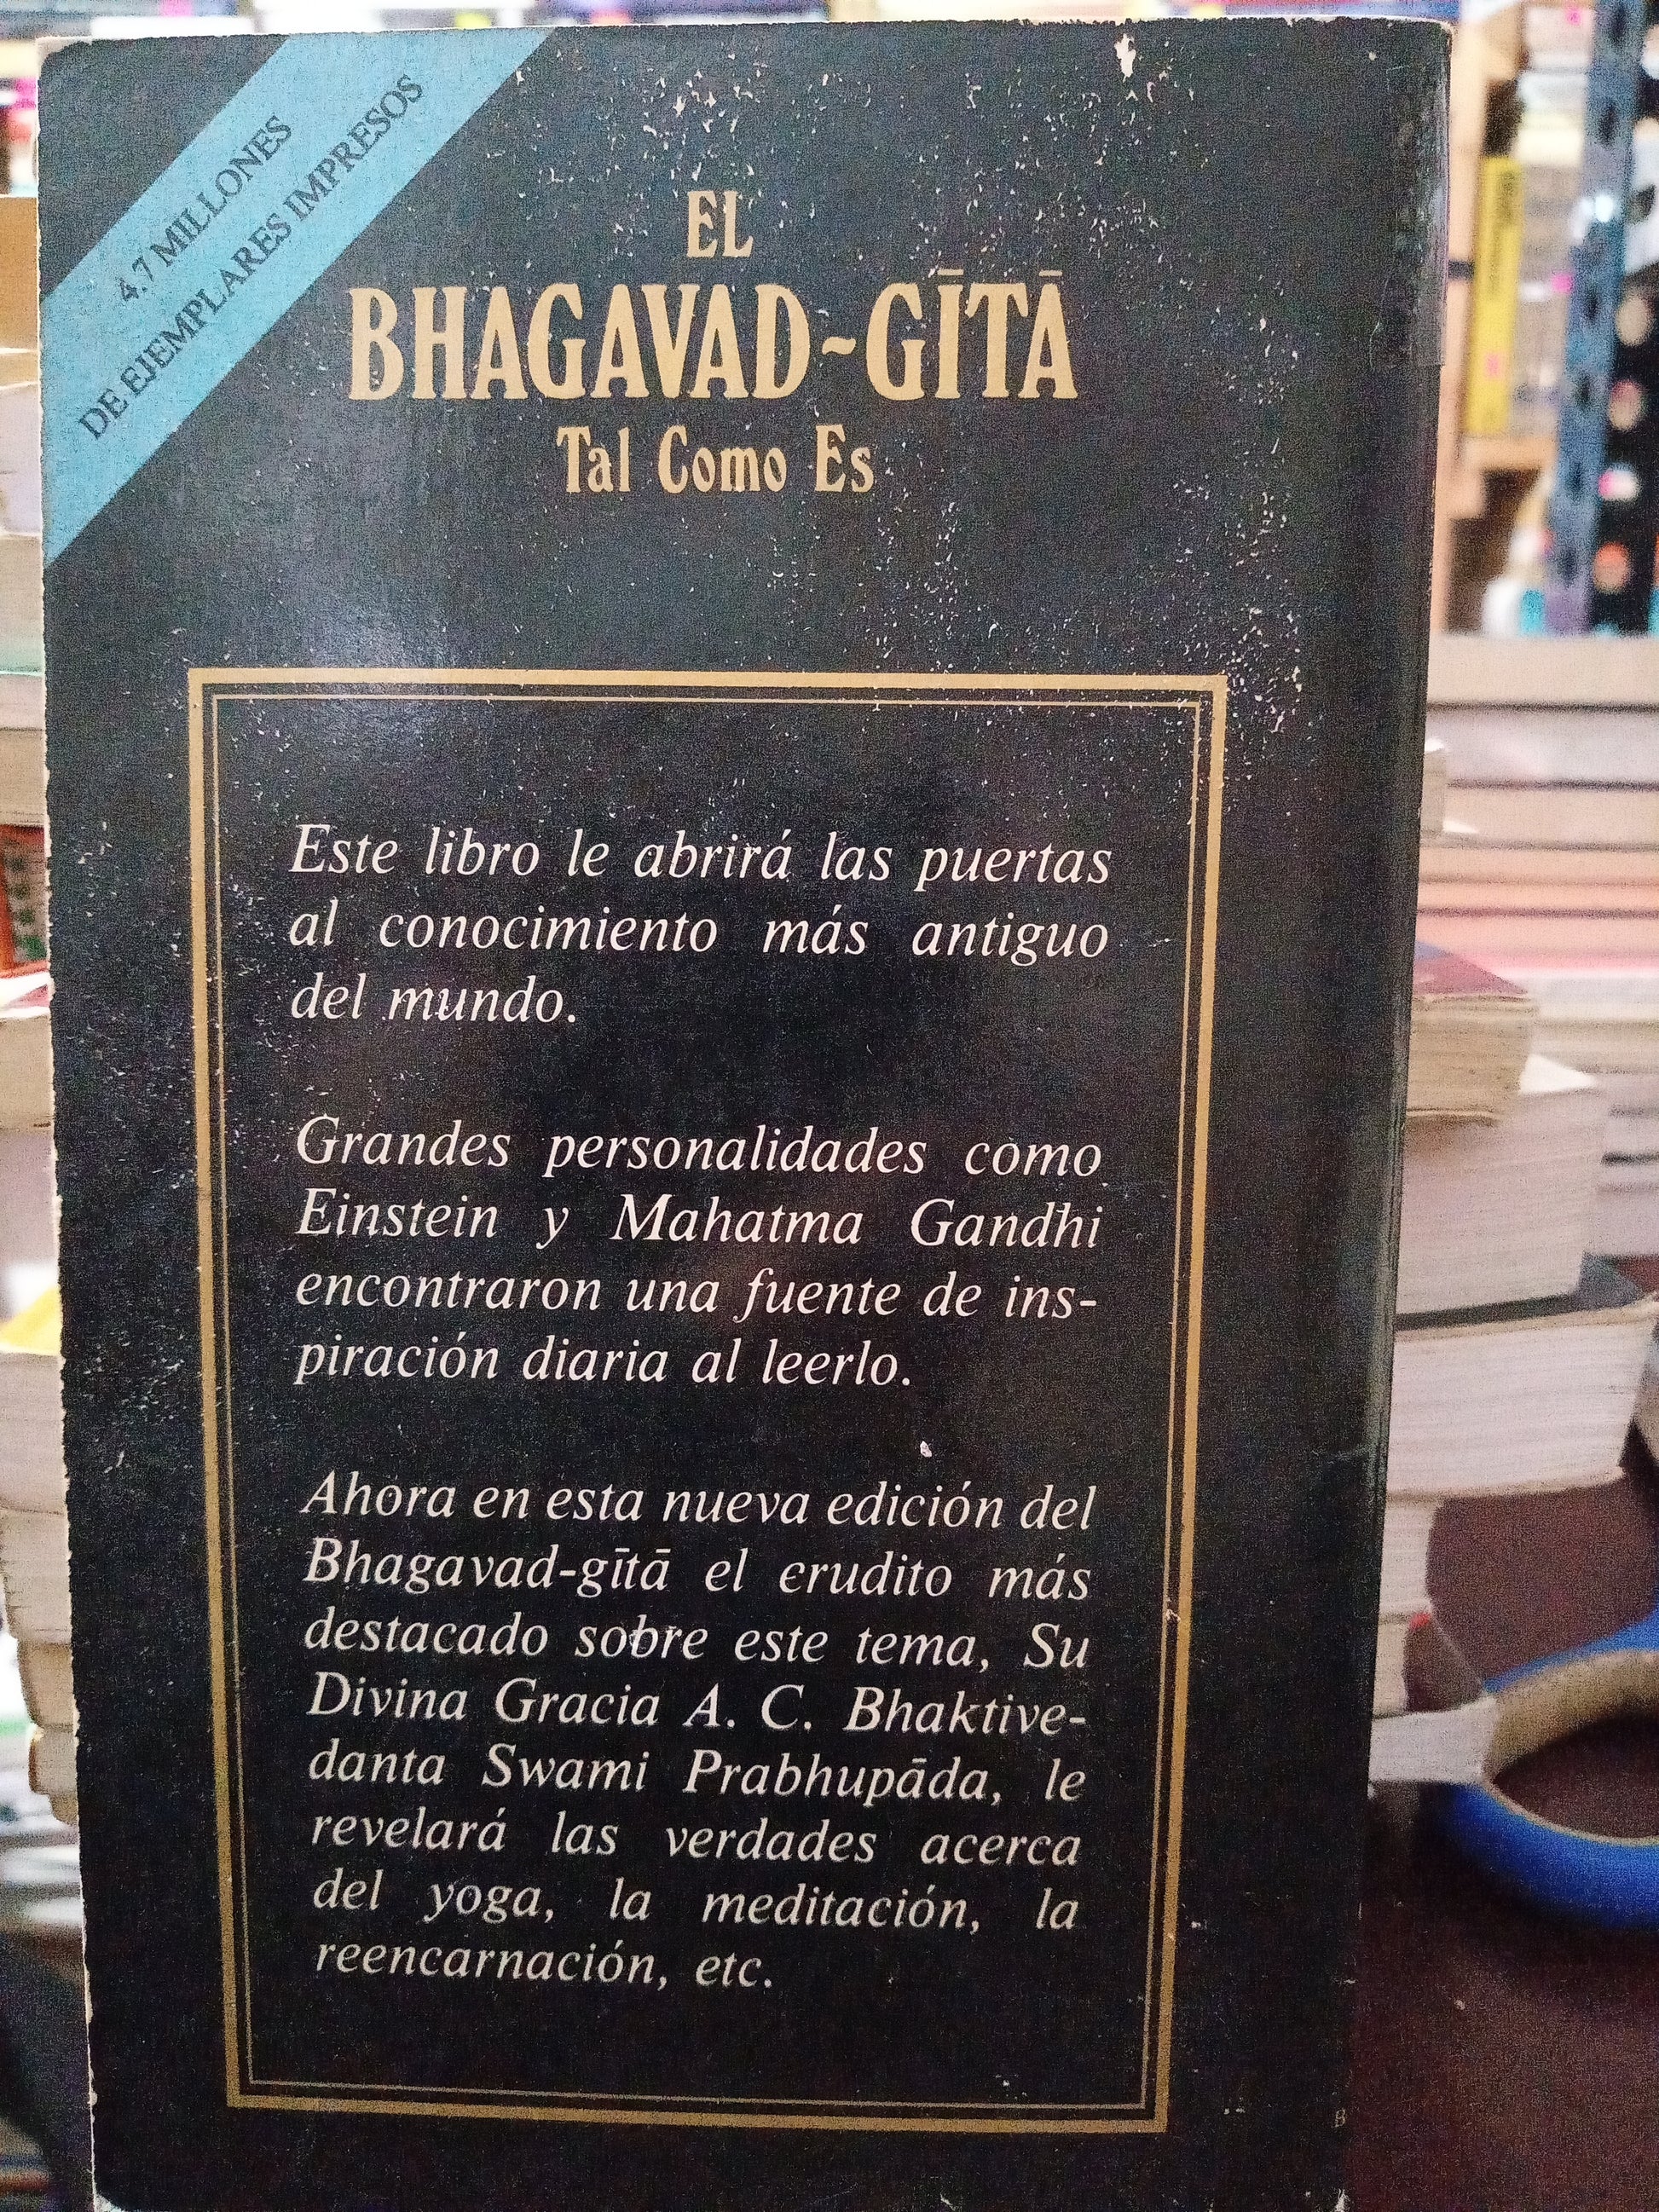 4.7 MILLONES
DE EJEMPLARES IMPRESOS
EL
BHAGAVAD-GĪTĀ
Tal Como Es
Este libro le abrirá las puertas
al conocimiento más antiguo
del mundo.
Grandes personalidades como
Einstein y Mahatma Gandhi
encontraron una fuente de ins-
piración diaria al leerlo.
Ahora en esta nueva edición del
Bhagavad-gītā el erudito más
destacado sobre este tema, Su
Divina Gracia A. C. Bhaktive-
danta Swami Prabhupāda, le
revelará las verdades acerca
del yoga, la meditación, la
reencarnación, etc.